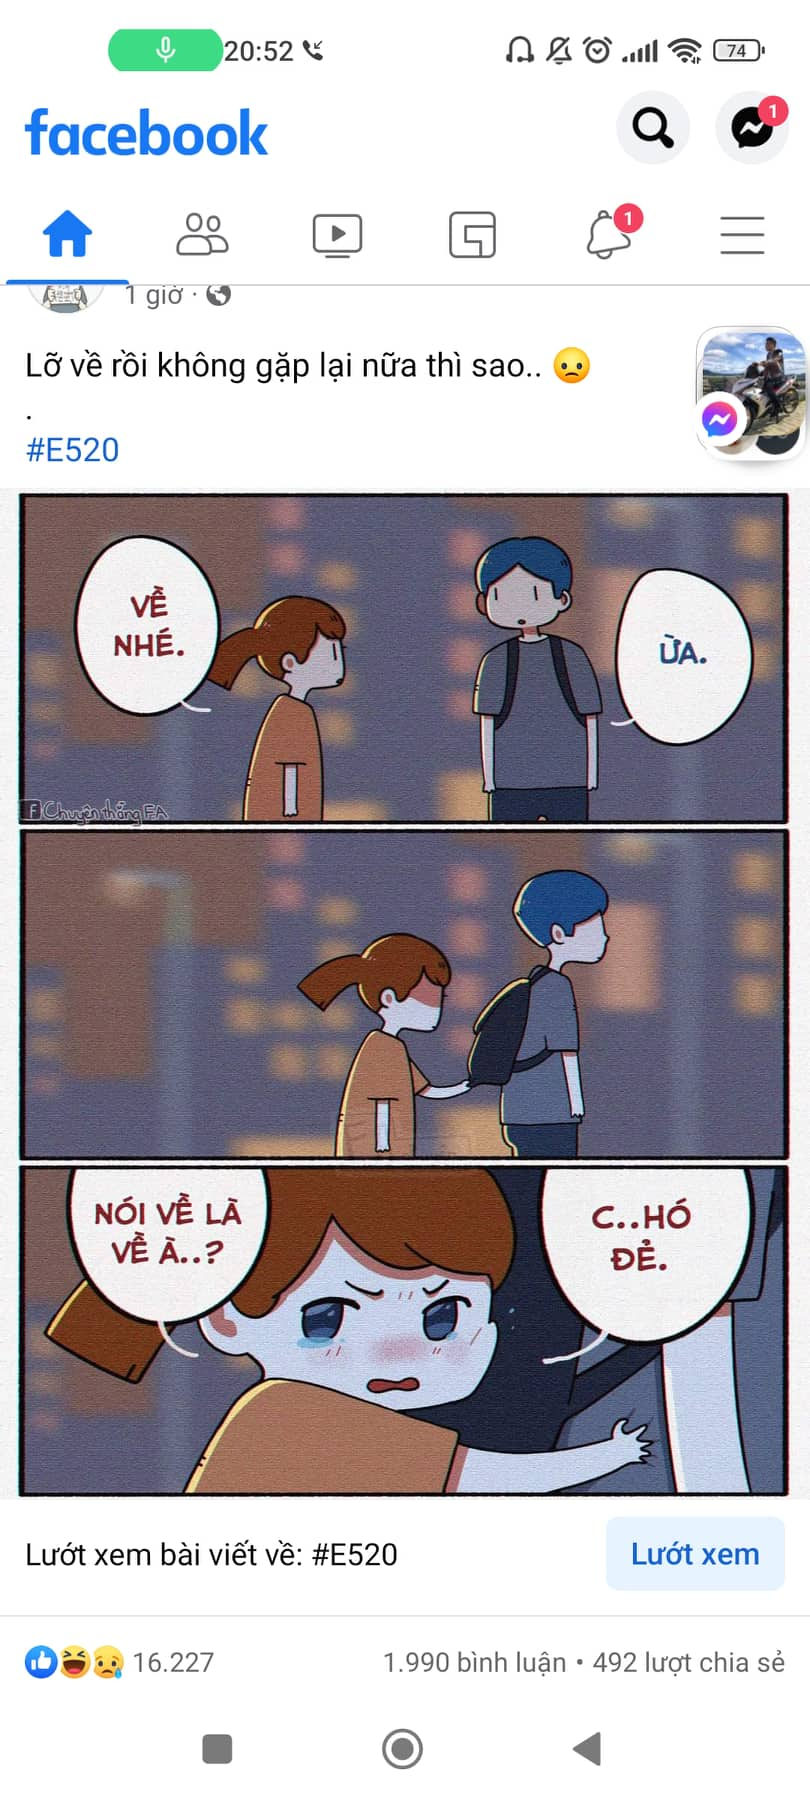 20:52
74
facebook
1
1
1 giờ ·
Lỡ về rồi không gặp lại nữa thì sao..
.
#E520
VỀ
NHÉ.
ỪA.
Chuyện thằng FA
NÓI VỀ LÀ
VỀ À..?
C..HÓ
ĐẺ.
Lướt xem bài viết về: #E520
Lướt xem
16.227
1.990 bình luận • 492 lượt chia sẻ